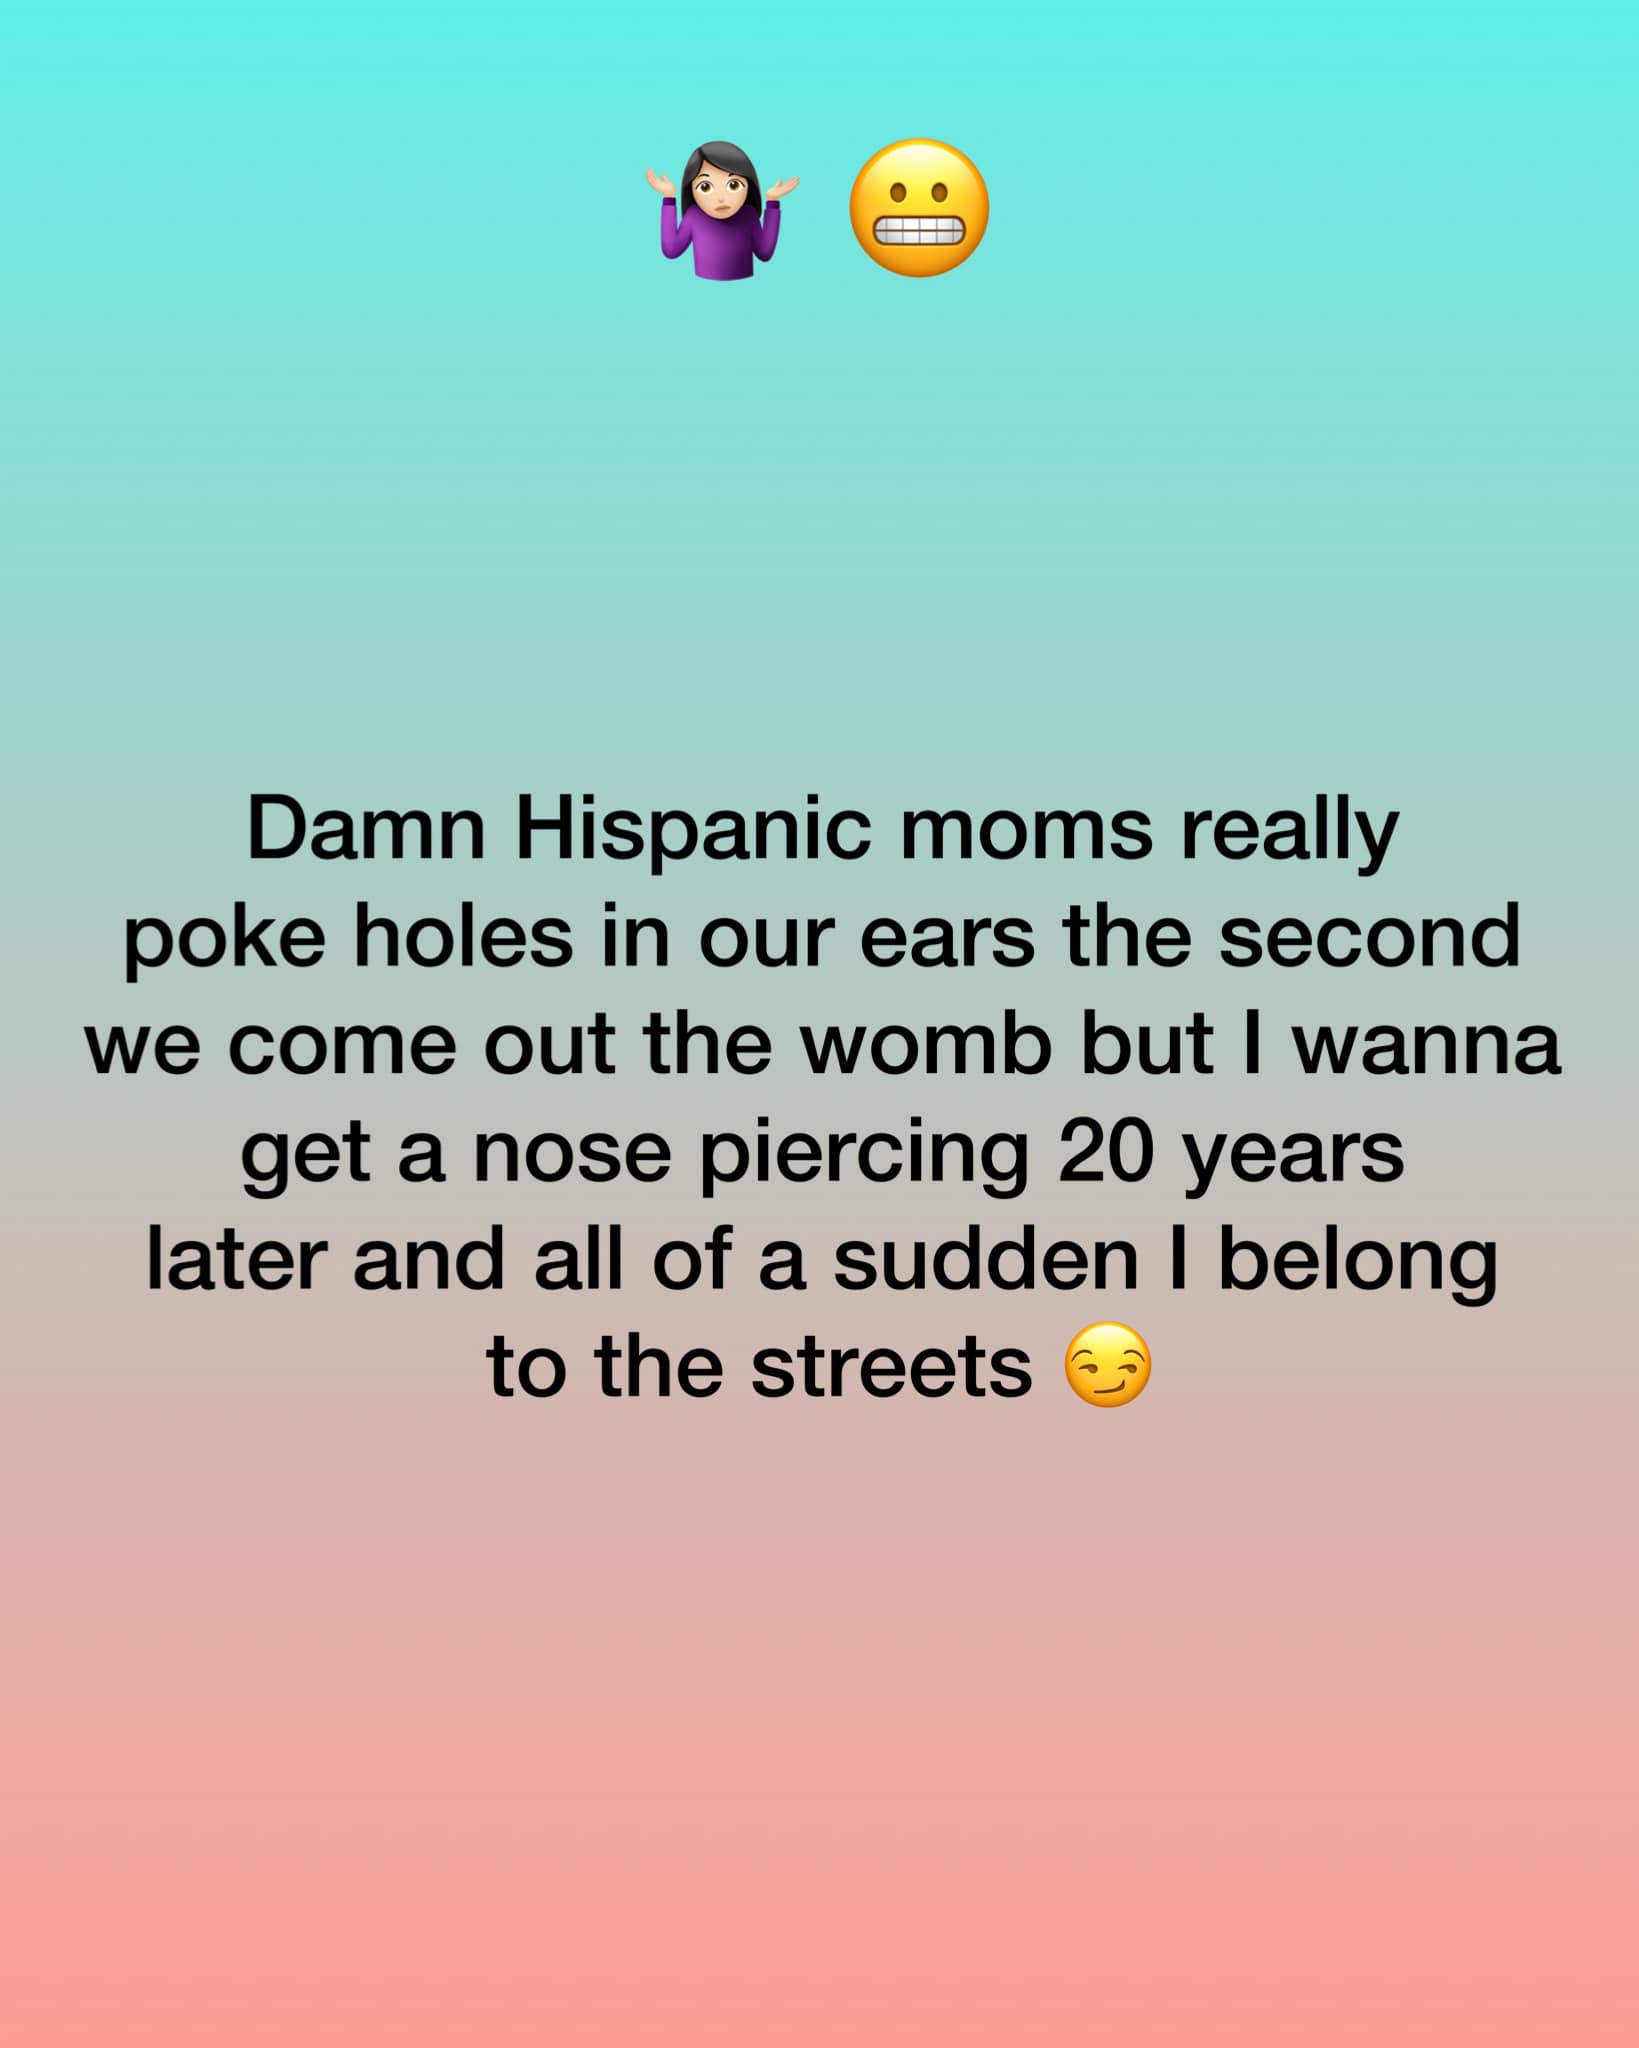 🤷🏻‍♀️ 😬
Damn Hispanic moms really
poke holes in our ears the second
we come out the womb but I wanna
get a nose piercing 20 years
later and all of a sudden I belong
to the streets 😏